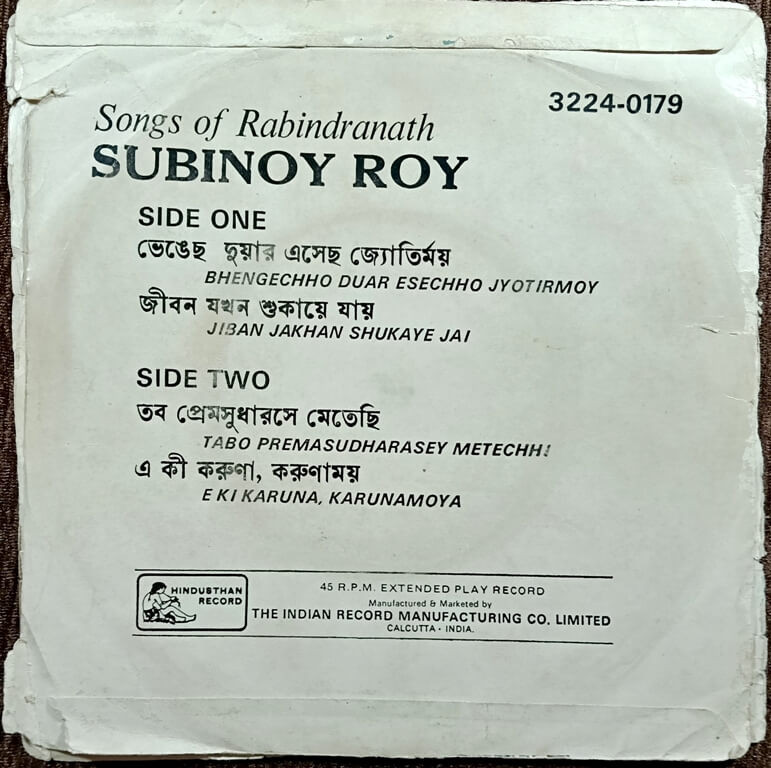 3224-0179
Songs of Rabindranath
SUBINOY ROY
SIDE ONE
ভেঙেছ দুয়ার এসেছ জ্যোতির্ময়
BHENGECHHO DUAR ESECHHO JYOTIRMOY
জীবন যখন শুকায়ে যায়
JIBAN JAKHAN SHUKAYE JAI
SIDE TWO
তব প্রেমসুধারসে মেতেছি
TABO PREMASUDHARASEY METECHHI
এ কী করুণা, করুণাময়
E KI KARUNA, KARUNAMOYA
HINDUSTHAN
RECORD
45 R.P.M. EXTENDED PLAY RECORD
Manufactured & Marketed by
THE INDIAN RECORD MANUFACTURING CO. LIMITED
CALCUTTA - INDIA.